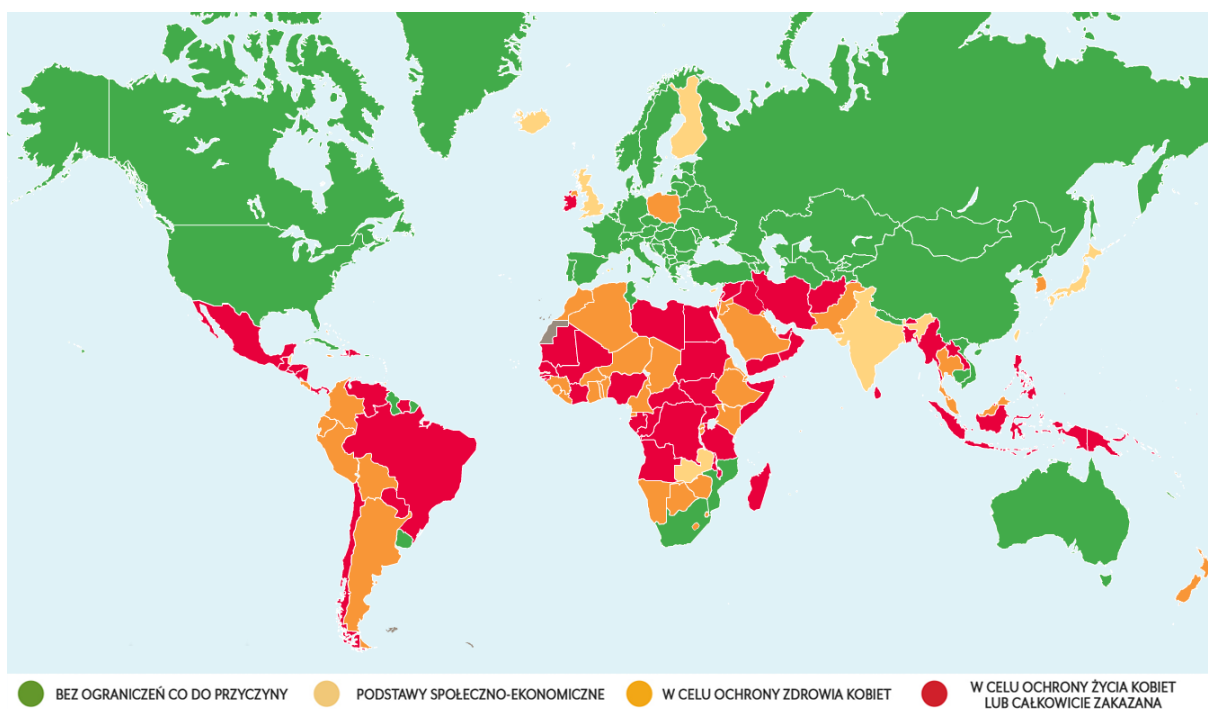 BEZ OGRANICZEŃ CO DO PRZYCZYNY
PODSTAWY SPOŁECZNO-EKONOMICZNE
W CELU OCHRONY ZDROWIA KOBIET
W CELU OCHRONY ŻYCIA KOBIET
LUB CAŁKOWICIE ZAKAZANA